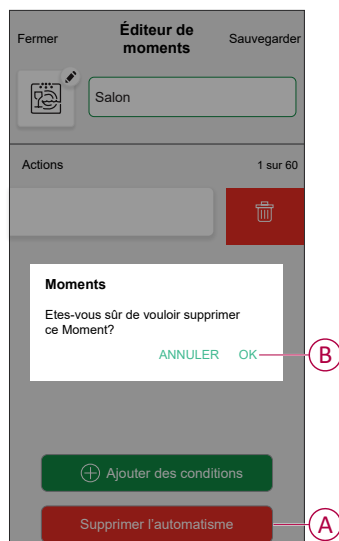 Fermer
Éditeur de
moments
Sauvegarder
Salon
Actions
1 sur 60
Moments
Etes-vous sûr de vouloir supprimer
ce Moment?
ANNULER
OK
B
Ajouter des conditions
Supprimer l'automatisme
A